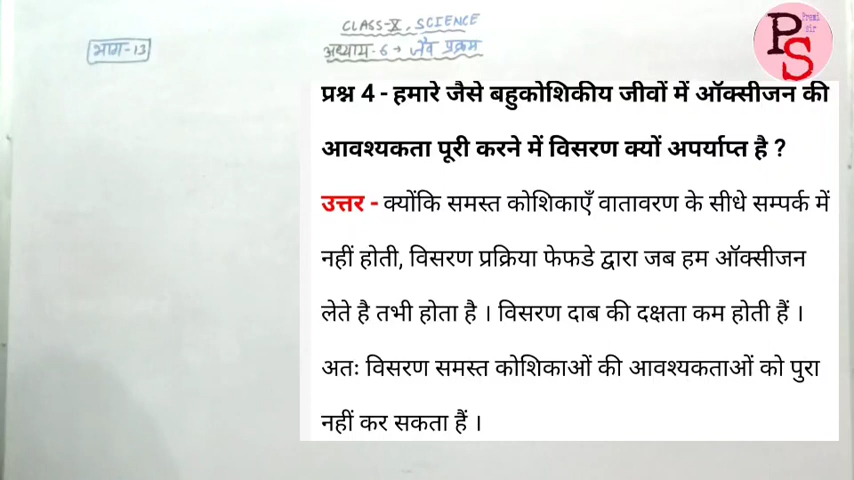 CLASS-X, SCIENCE
भाग-13
अध्याय-6 → जैव प्रक्रम
Premi
Sir
PS
प्रश्न 4 - हमारे जैसे बहुकोशिकीय जीवों में ऑक्सीजन की
आवश्यकता पूरी करने में विसरण क्यों अपर्याप्त है ?
उत्तर - क्योंकि समस्त कोशिकाएँ वातावरण के सीधे सम्पर्क में
नहीं होती, विसरण प्रक्रिया फेफडे द्वारा जब हम ऑक्सीजन
लेते है तभी होता है । विसरण दाब की दक्षता कम होती हैं ।
अतः विसरण समस्त कोशिकाओं की आवश्यकताओं को पुरा
नहीं कर सकता हैं ।